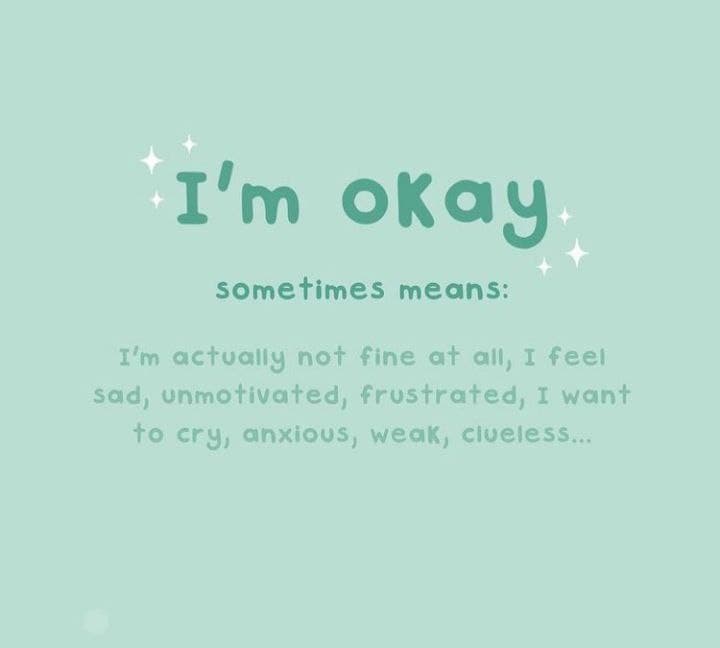 I'm okay
sometimes means:
I'm actually not fine at all, I feel
sad, unmotivated, frustrated, I want
to cry, anxious, weak, clueless...